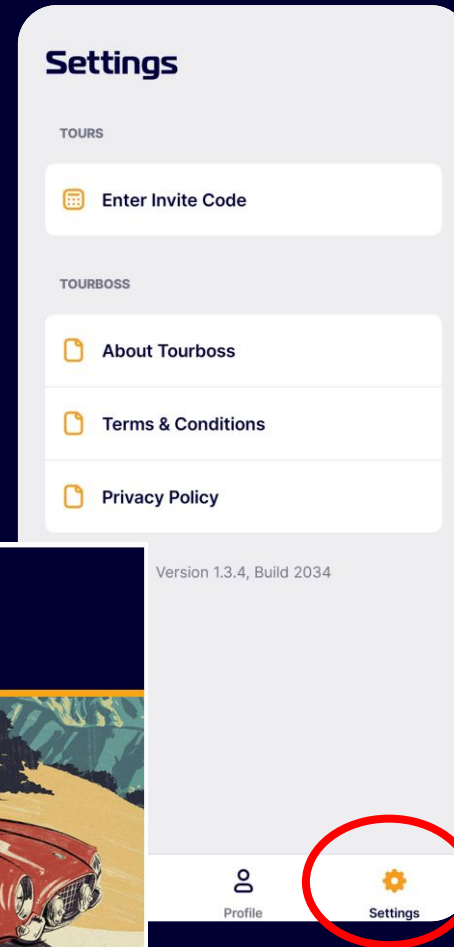 Settings
TOURS
Enter Invite Code
TOURBOSS
About Tourboss
Terms & Conditions
Privacy Policy
Version 1.3.4, Build 2034
Profile
Settings